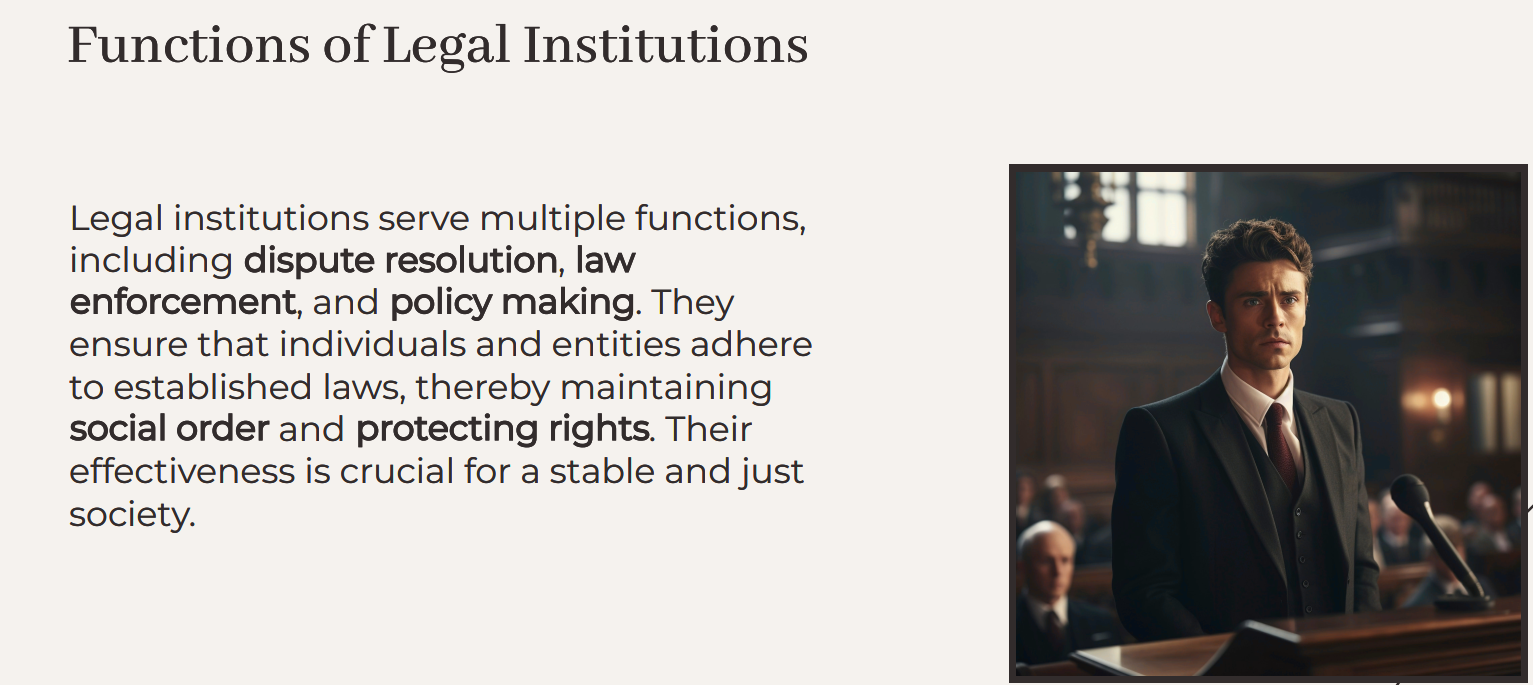 Functions of Legal Institutions
Legal institutions serve multiple functions,
including dispute resolution, law
enforcement, and policy making. They
ensure that individuals and entities adhere
to established laws, thereby maintaining
social order and protecting rights. Their
effectiveness is crucial for a stable and just
society.